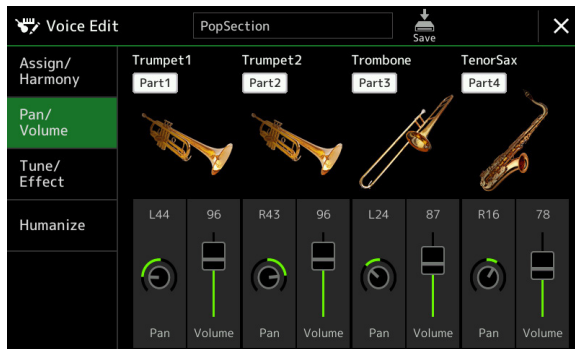 Voice Edit
PopSection
Save
Assign/
Harmony
Pan/
Volume
Tune/
Effect
Humanize
Trumpet1
Trumpet2
Trombone
TenorSax
Part1
Part2
Part3
Part4
L44
96
R43
96
L24
87
R16
78
Pan
Volume
Pan
Volume
Pan
Volume
Pan
Volume